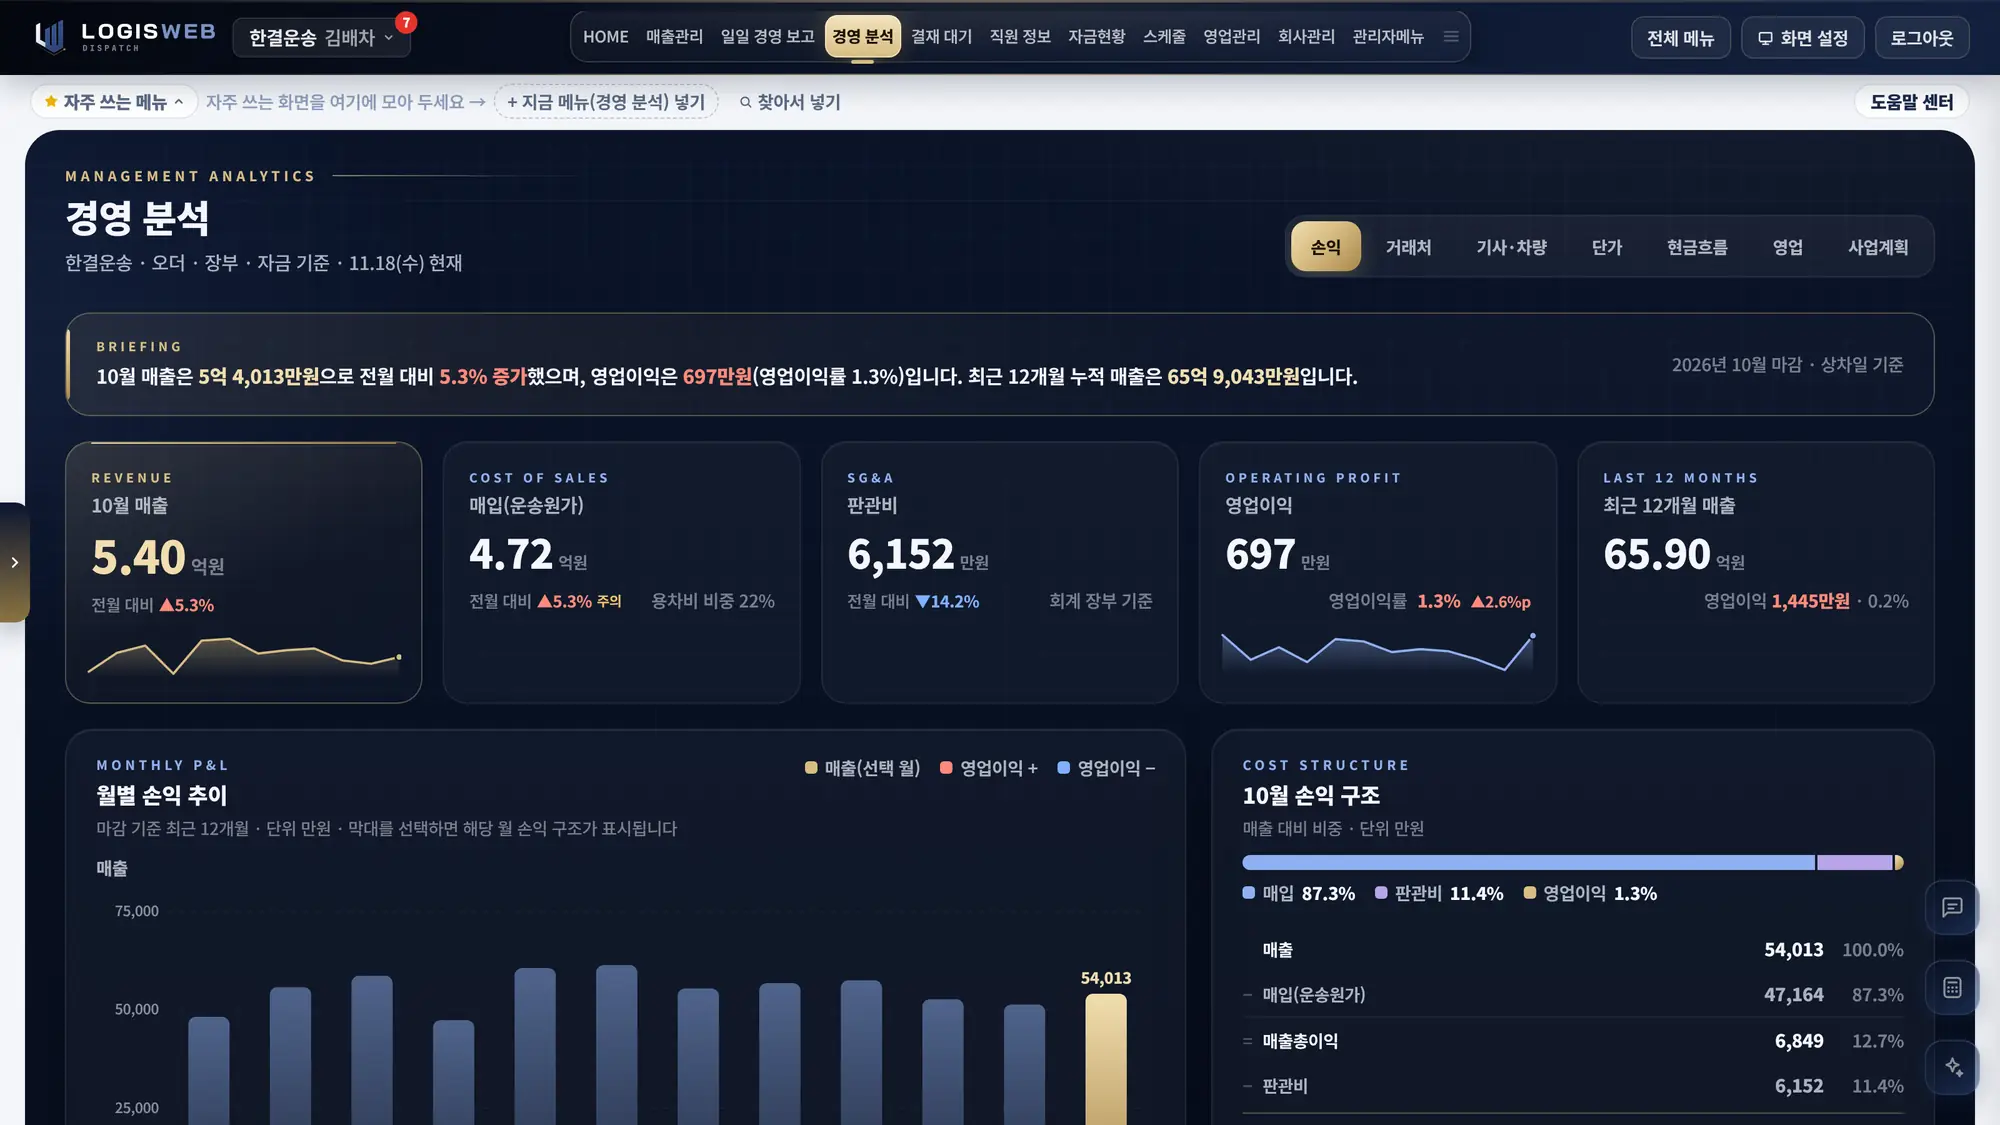 LOGISWEB
DISPATCH
한결운송 김배차
7
HOME 매출관리 일일 경영 보고 경영 분석 결재 대기 직원 정보 자금현황 스케줄 영업관리 회사관리 관리자메뉴
전체 메뉴 화면 설정 로그아웃
자주 쓰는 메뉴 자주 쓰는 화면을 여기에 모아 두세요 → + 지금 메뉴(경영 분석) 넣기 찾아서 넣기 도움말 센터
MANAGEMENT ANALYTICS
경영 분석
한결운송 · 오더 · 장부 · 자금 기준 · 11.18(수) 현재
손익 거래처 기사·차량 단가 현금흐름 영업 사업계획
BRIEFING
10월 매출은 5억 4,013만원으로 전월 대비 5.3% 증가했으며, 영업이익은 697만원(영업이익률 1.3%)입니다. 최근 12개월 누적 매출은 65억 9,043만원입니다.
2026년 10월 마감 · 상차일 기준
REVENUE
10월 매출
5.40 억원
전월 대비 ▲5.3%
COST OF SALES
매입(운송원가)
4.72 억원
전월 대비 ▲5.3% 주의 용차비 비중 22%
SG&A
판관비
6,152 만원
전월 대비 ▼14.2% 회계 장부 기준
OPERATING PROFIT
영업이익
697 만원
영업이익률 1.3% ▲2.6%p
LAST 12 MONTHS
최근 12개월 매출
65.90 억원
영업이익 1,445만원 · 0.2%
MONTHLY P&L
월별 손익 추이
마감 기준 최근 12개월 · 단위 만원 · 막대를 선택하면 해당 월 손익 구조가 표시됩니다
매출(선택 월) 영업이익 + 영업이익 −
매출
75,000
50,000
25,000
54,013
COST STRUCTURE
10월 손익 구조
매출 대비 비중 · 단위 만원
매입 87.3% 판관비 11.4% 영업이익 1.3%
매출 54,013 100.0%
− 매입(운송원가) 47,164 87.3%
= 매출총이익 6,849 12.7%
− 판관비 6,152 11.4%